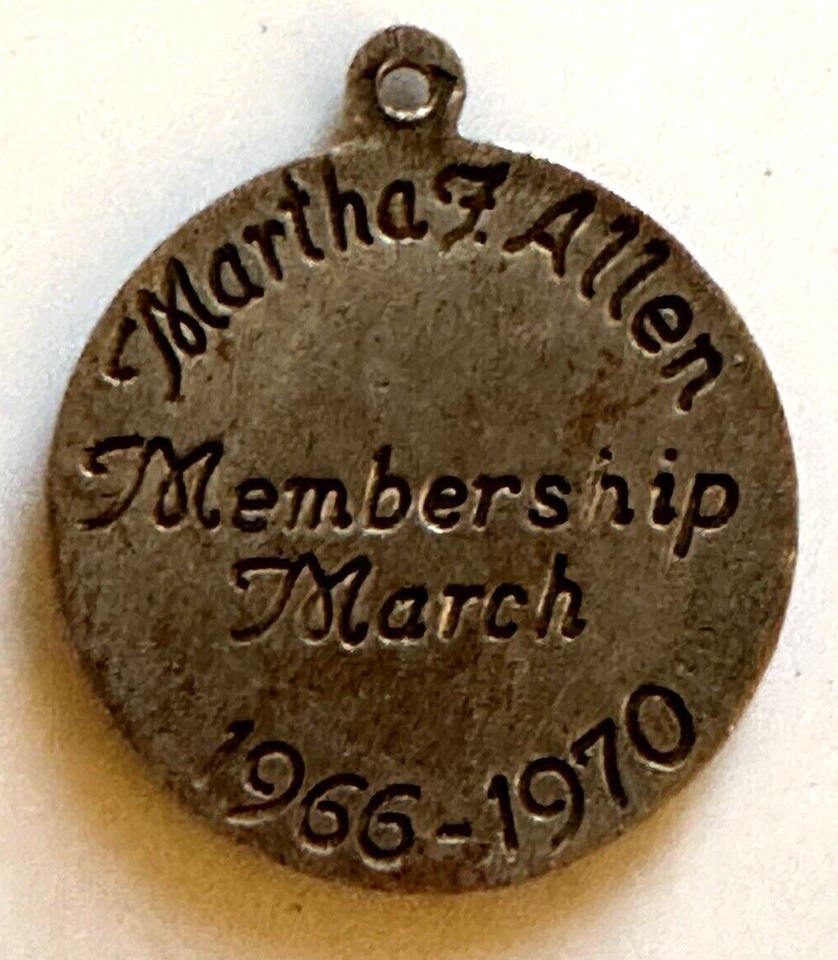 Martha F. Allen
Membership
March
1966-1970